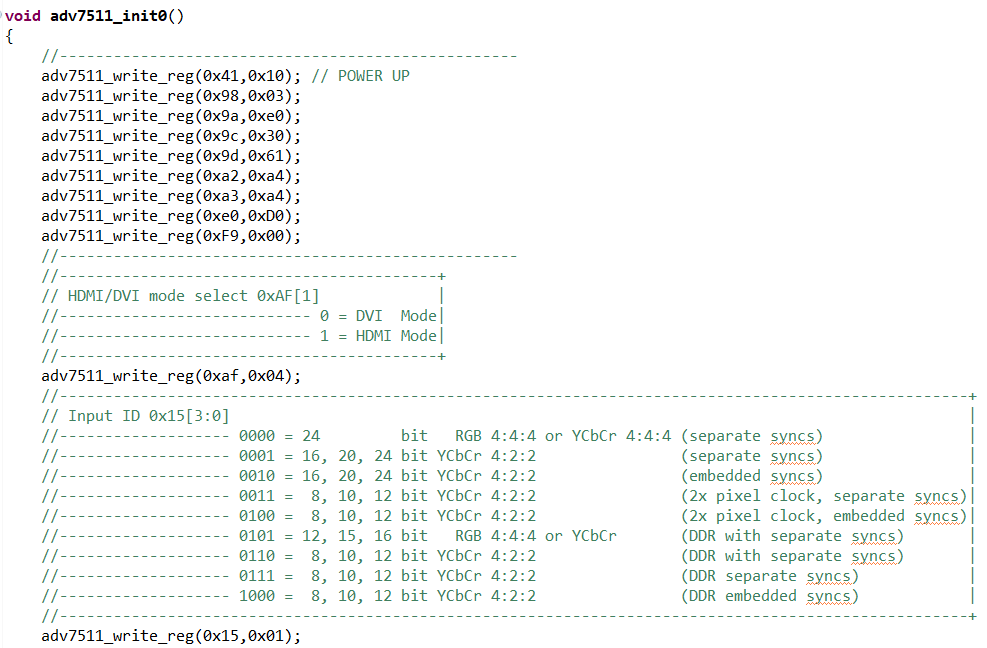 void adv7511_init0()
{
    //---------------------------------------------------
    adv7511_write_reg(0x41,0x10); // POWER UP
    adv7511_write_reg(0x98,0x03);
    adv7511_write_reg(0x9a,0xe0);
    adv7511_write_reg(0x9c,0x30);
    adv7511_write_reg(0x9d,0x61);
    adv7511_write_reg(0xa2,0xa4);
    adv7511_write_reg(0xa3,0xa4);
    adv7511_write_reg(0xe0,0xD0);
    adv7511_write_reg(0xF9,0x00);
    //---------------------------------------------------
    //------------------------------------------+
    // HDMI/DVI mode select 0xAF[1]             |
    //---------------------------- 0 = DVI  Mode|
    //---------------------------- 1 = HDMI Mode|
    //------------------------------------------+
    adv7511_write_reg(0xaf,0x04);
    //-----------------------------------------------------------------------------------------------------+
    // Input ID 0x15[3:0]                                                                                  |
    //------------------- 0000 = 24         bit   RGB 4:4:4 or YCbCr 4:4:4 (separate syncs)                |
    //------------------- 0001 = 16, 20, 24 bit YCbCr 4:2:2                (separate syncs)                |
    //------------------- 0010 = 16, 20, 24 bit YCbCr 4:2:2                (embedded syncs)                |
    //------------------- 0011 =  8, 10, 12 bit YCbCr 4:2:2                (2x pixel clock, separate syncs)|
    //------------------- 0100 =  8, 10, 12 bit YCbCr 4:2:2                (2x pixel clock, embedded syncs)|
    //------------------- 0101 = 12, 15, 16 bit   RGB 4:4:4 or YCbCr       (DDR with separate syncs)       |
    //------------------- 0110 =  8, 10, 12 bit YCbCr 4:2:2                (DDR with separate syncs)       |
    //------------------- 0111 =  8, 10, 12 bit YCbCr 4:2:2                (DDR separate syncs)            |
    //------------------- 1000 =  8, 10, 12 bit YCbCr 4:2:2                (DDR embedded syncs)            |
    //-----------------------------------------------------------------------------------------------------+
    adv7511_write_reg(0x15,0x01);